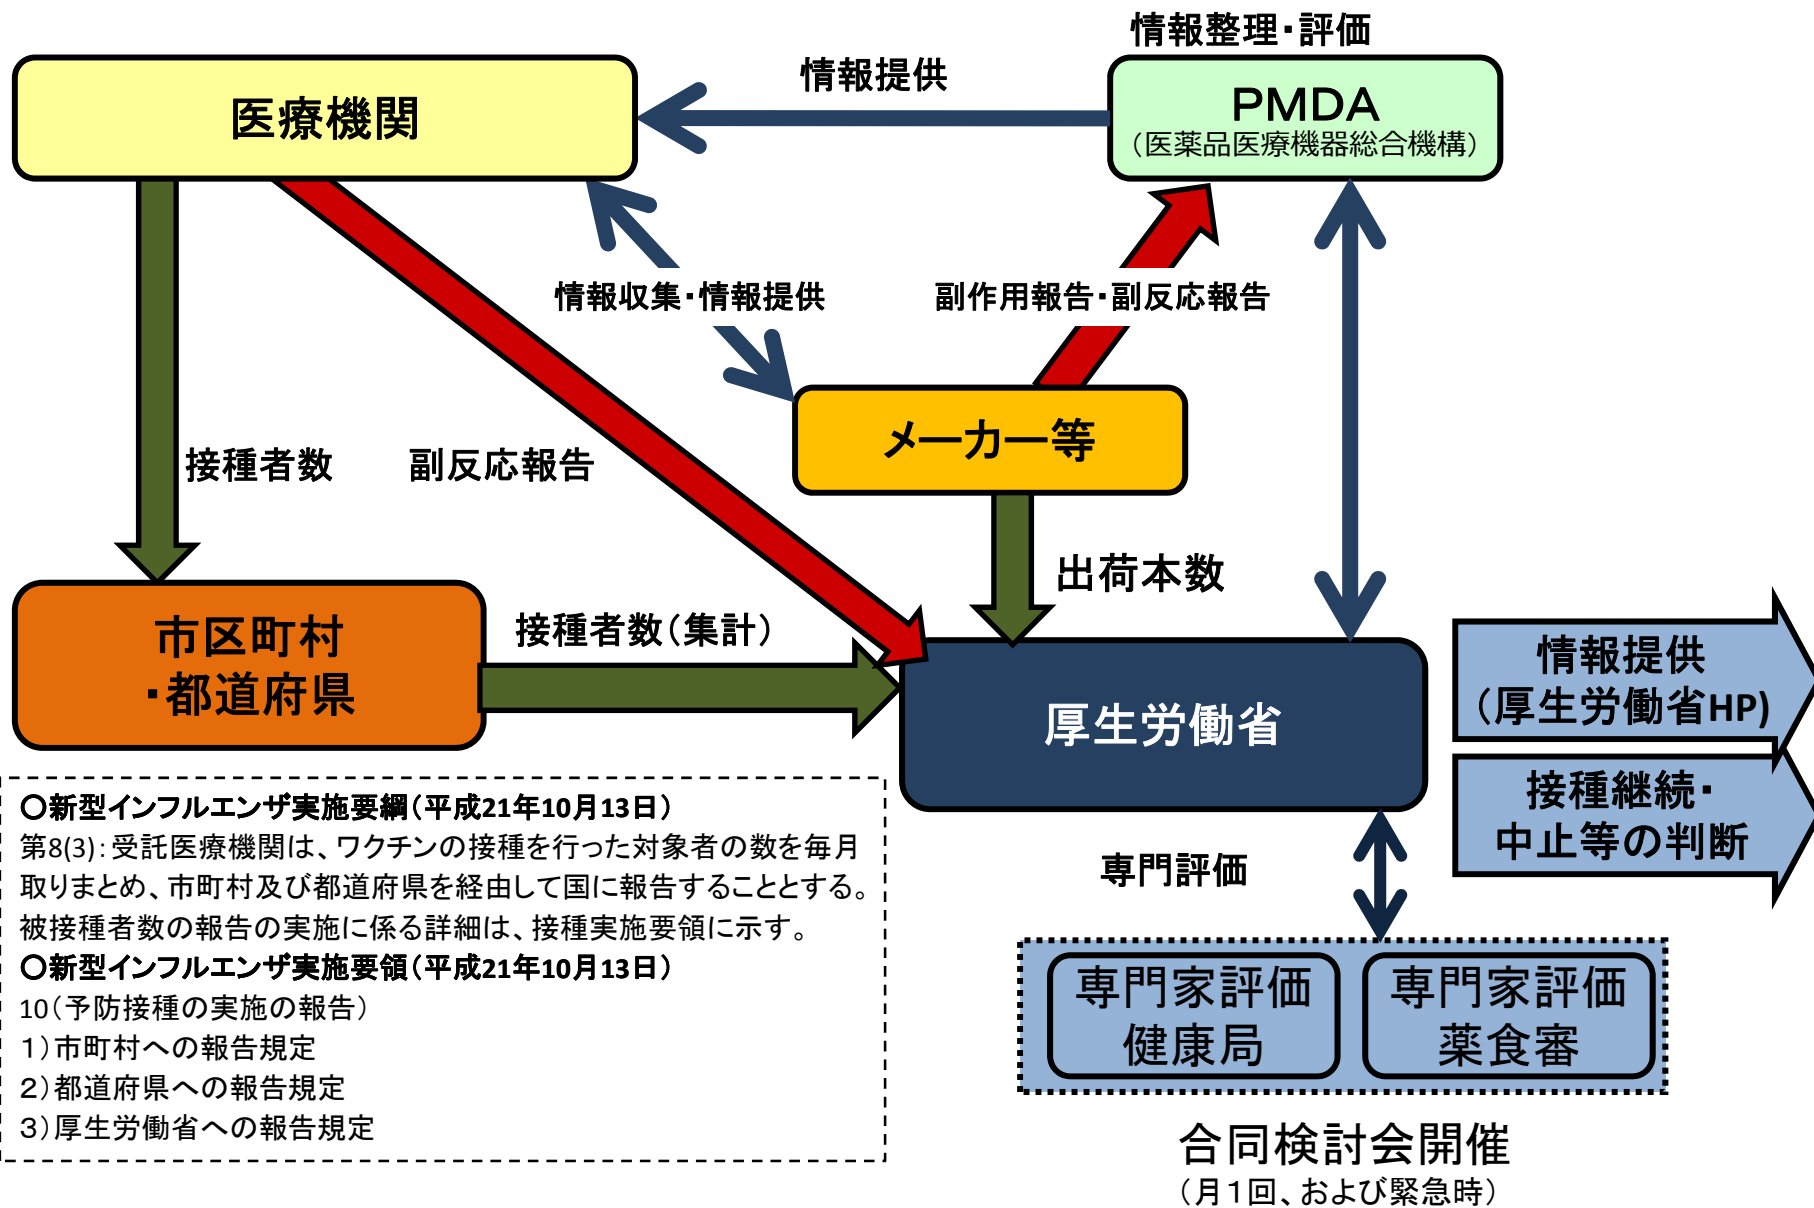 情報整理・評価
医療機関
情報提供
PMDA
（医薬品医療機器総合機構）
情報収集・情報提供
副作用報告・副反応報告
メーカー等
接種者数
副反応報告
出荷本数
市区町村
・都道府県
接種者数（集計）
厚生労働省
情報提供
（厚生労働省HP)
接種継続・
中止等の判断
専門評価
○新型インフルエンザ実施要綱（平成21年10月13日）
第8(3)：受託医療機関は、ワクチンの接種を行った対象者の数を毎月
取りまとめ、市町村及び都道府県を経由して国に報告することとする。
被接種者数の報告の実施に係る詳細は、接種実施要領に示す。
○新型インフルエンザ実施要領（平成21年10月13日）
10（予防接種の実施の報告）
1）市町村への報告規定
2）都道府県への報告規定
3）厚生労働省への報告規定
専門家評価
健康局
専門家評価
薬食審
合同検討会開催
（月1回、および緊急時）